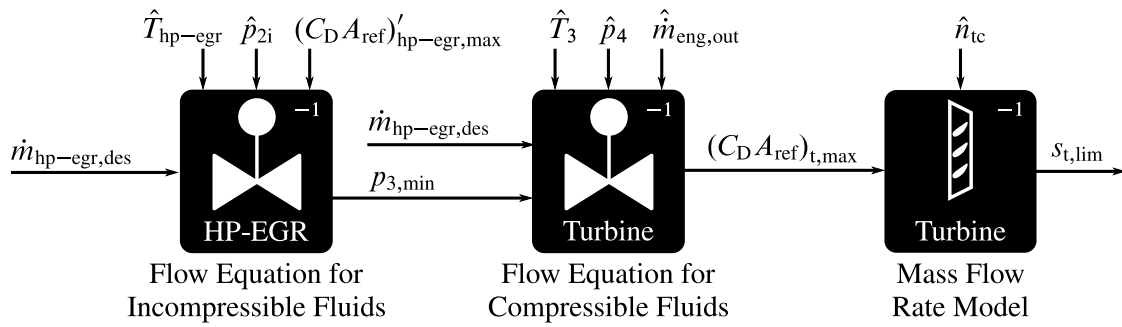 T̂hp−egr p̂2i (CD Aref)′hp−egr,max T̂3 p̂4 ṁ̂eng,out n̂tc
−1 −1 −1
ṁhp−egr,des ṁhp−egr,des (CD Aref)t,max st,lim
p3,min
HP-EGR Turbine Turbine
Flow Equation for
Incompressible Fluids
Flow Equation for
Compressible Fluids
Mass Flow
Rate Model